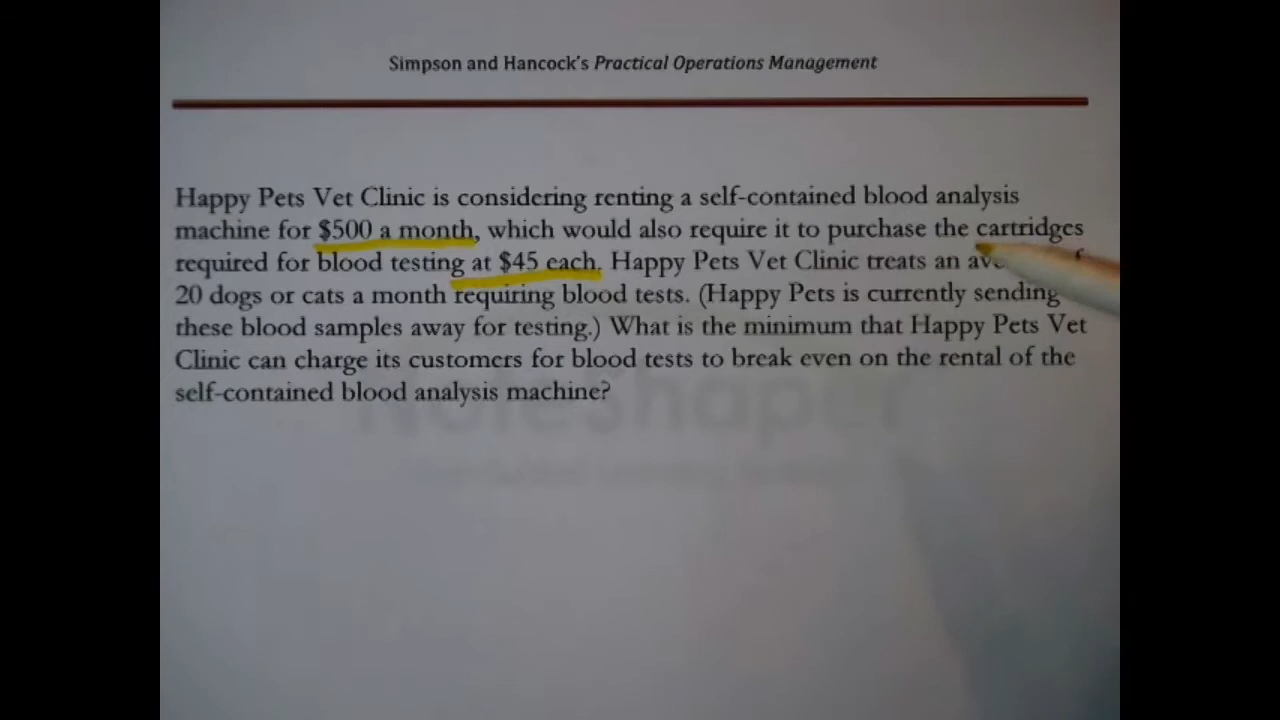 Simpson and Hancock's Practical Operations Management
Happy Pets Vet Clinic is considering renting a self-contained blood analysis
machine for $500 a month, which would also require it to purchase the cartridges
required for blood testing at $45 each. Happy Pets Vet Clinic treats an
20 dogs or cats a month requiring blood tests. (Happy Pets is currently sending
these blood samples away for testing.) What is the minimum that Happy Pets Vet
Clinic can charge its customers for blood tests to break even on the rental of the
self-contained blood analysis machine?
Noteshaper